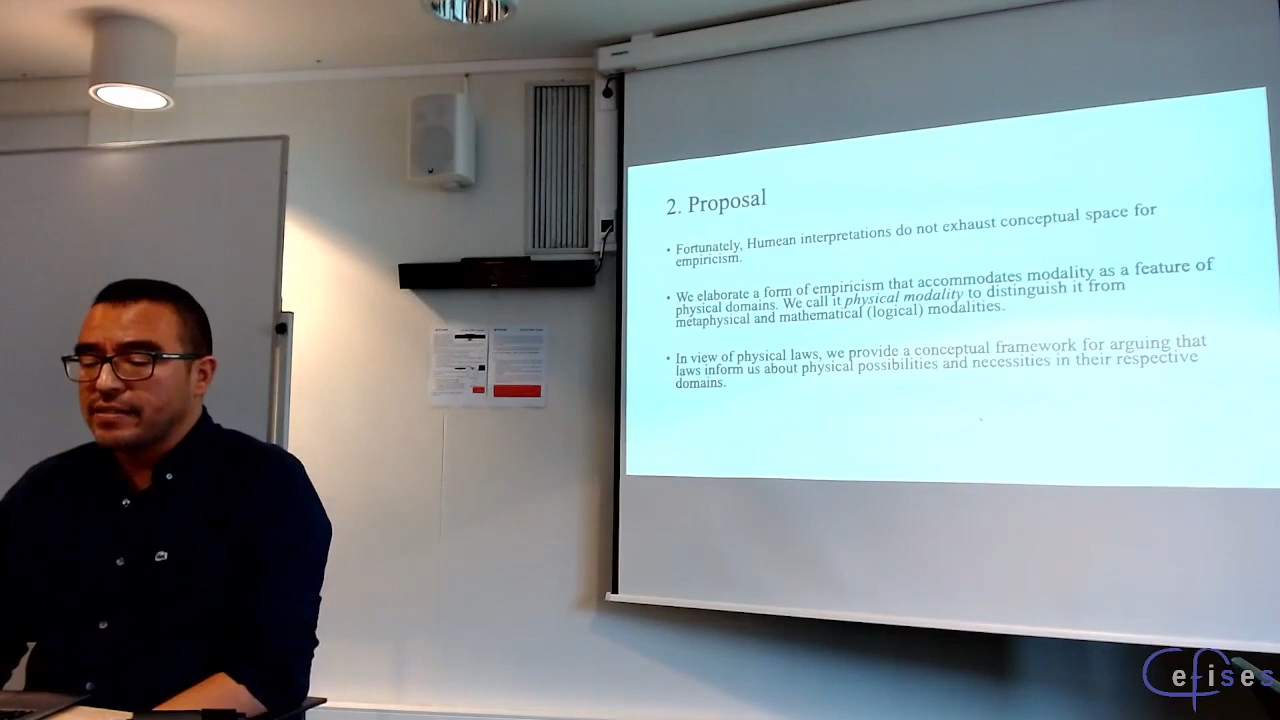 2. Proposal
• Fortunately, Humean interpretations do not exhaust conceptual space for
empiricism.
• We elaborate a form of empiricism that accommodates modality as a feature of
physical domains. We call it physical modality to distinguish it from
metaphysical and mathematical (logical) modalities.
• In view of physical laws, we provide a conceptual framework for arguing that
laws inform us about physical possibilities and necessities in their respective
domains.
Cefises